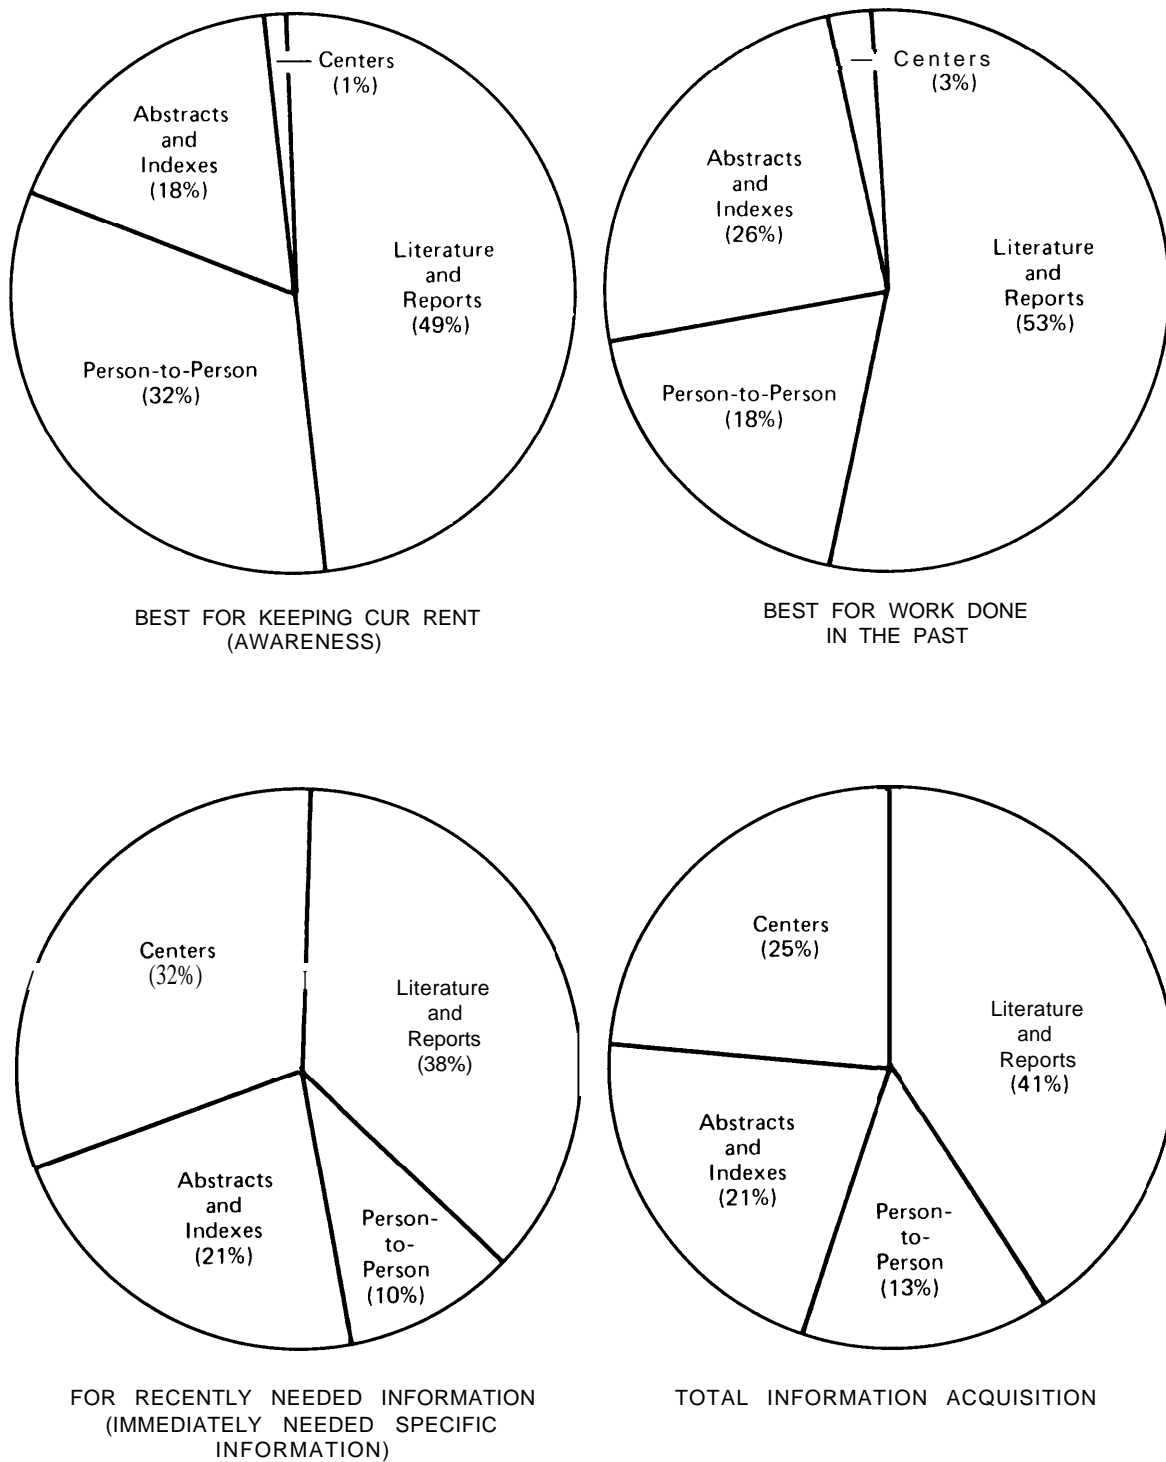 Centers
(1%)
Abstracts
and
Indexes
(18%)
Literature
and
Reports
(49%)
Person-to-Person
(32%)
BEST FOR KEEPING CUR RENT
(AWARENESS)
Centers
(3%)
Abstracts
and
Indexes
(26%)
Literature
and
Reports
(53%)
Person-to-Person
(18%)
BEST FOR WORK DONE
IN THE PAST
Centers
(32%)
Literature
and
Reports
(38%)
Abstracts
and
Indexes
(21%)
Person-
to-
Person
(10%)
FOR RECENTLY NEEDED INFORMATION
(IMMEDIATELY NEEDED SPECIFIC
INFORMATION)
Centers
(25%)
Literature
and
Reports
(41%)
Abstracts
and
Indexes
(21%)
Person-
to-
Person
(13%)
TOTAL INFORMATION ACQUISITION